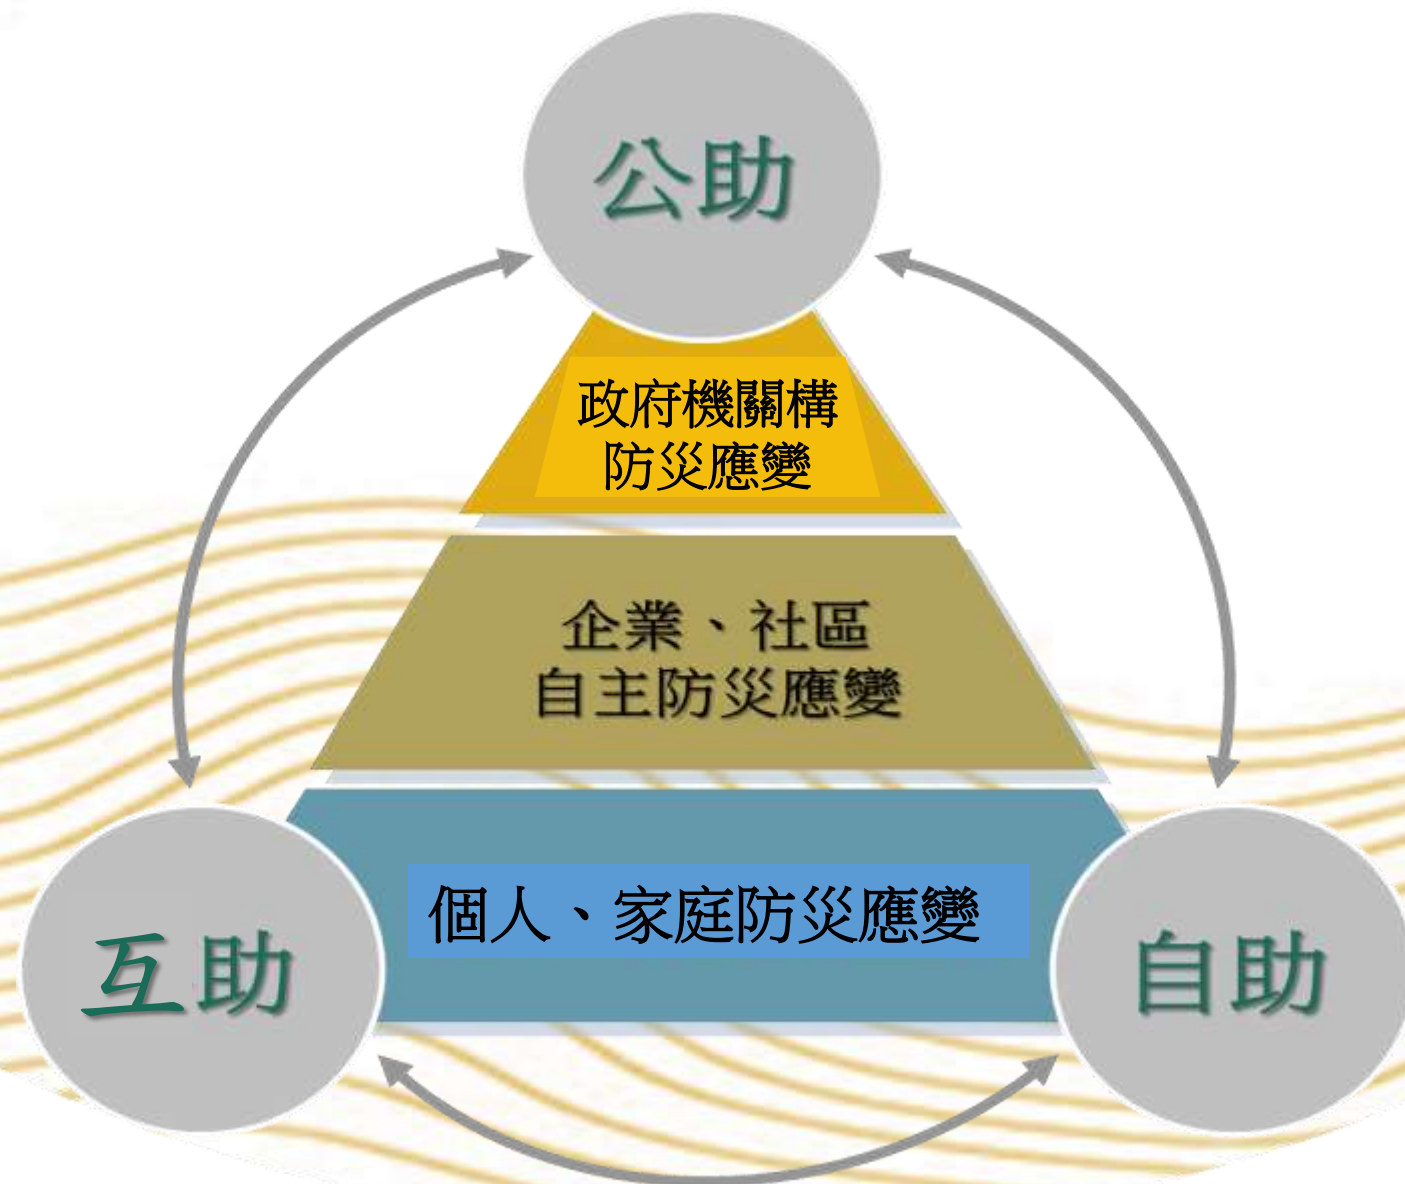 公助
政府機關構
防災應變
企業、社區
自主防災應變
個人、家庭防災應變
互助
自助